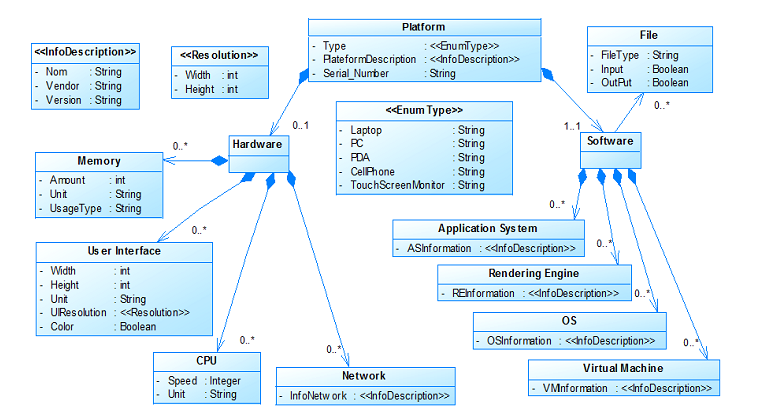 Platform
- Type : <<EnumType>>
- PlateformDescription : <<InfoDescription>>
- Serial_Number : String
File
- FileType : String
- Input : Boolean
- OutFut : Boolean
<<InfoDescription>>
- Nom : String
- Vendor : String
- Version : String
<<Resolution>>
- Width : int
- Height : int
0..*
<<EnumType>>
- Laptop : String
- PC : String
- PDA : String
- CellPhone : String
- TouchScreenMonitor : String
0..1
1..1
Hardware
Software
0..*
Memory
- Amount : int
- Unit : String
- UsageType : String
0..*
Application System
- ASInformation : <<InfoDescription>>
0..*
User Interface
- Width : int
- Height : int
- Unit : String
- UIResolution : <<Resolution>>
- Color : Boolean
0..*
Rendering Engine
- REInformation : <<InfoDescription>>
0..*
OS
- OSInformation : <<InfoDescription>>
0..*
CPU
- Speed : Integer
- Unit : String
0..*
Network
- InfoNetwork : <<InfoDescription>>
0..*
Virtual Machine
- VMInformation : <<InfoDescription>>
0..*